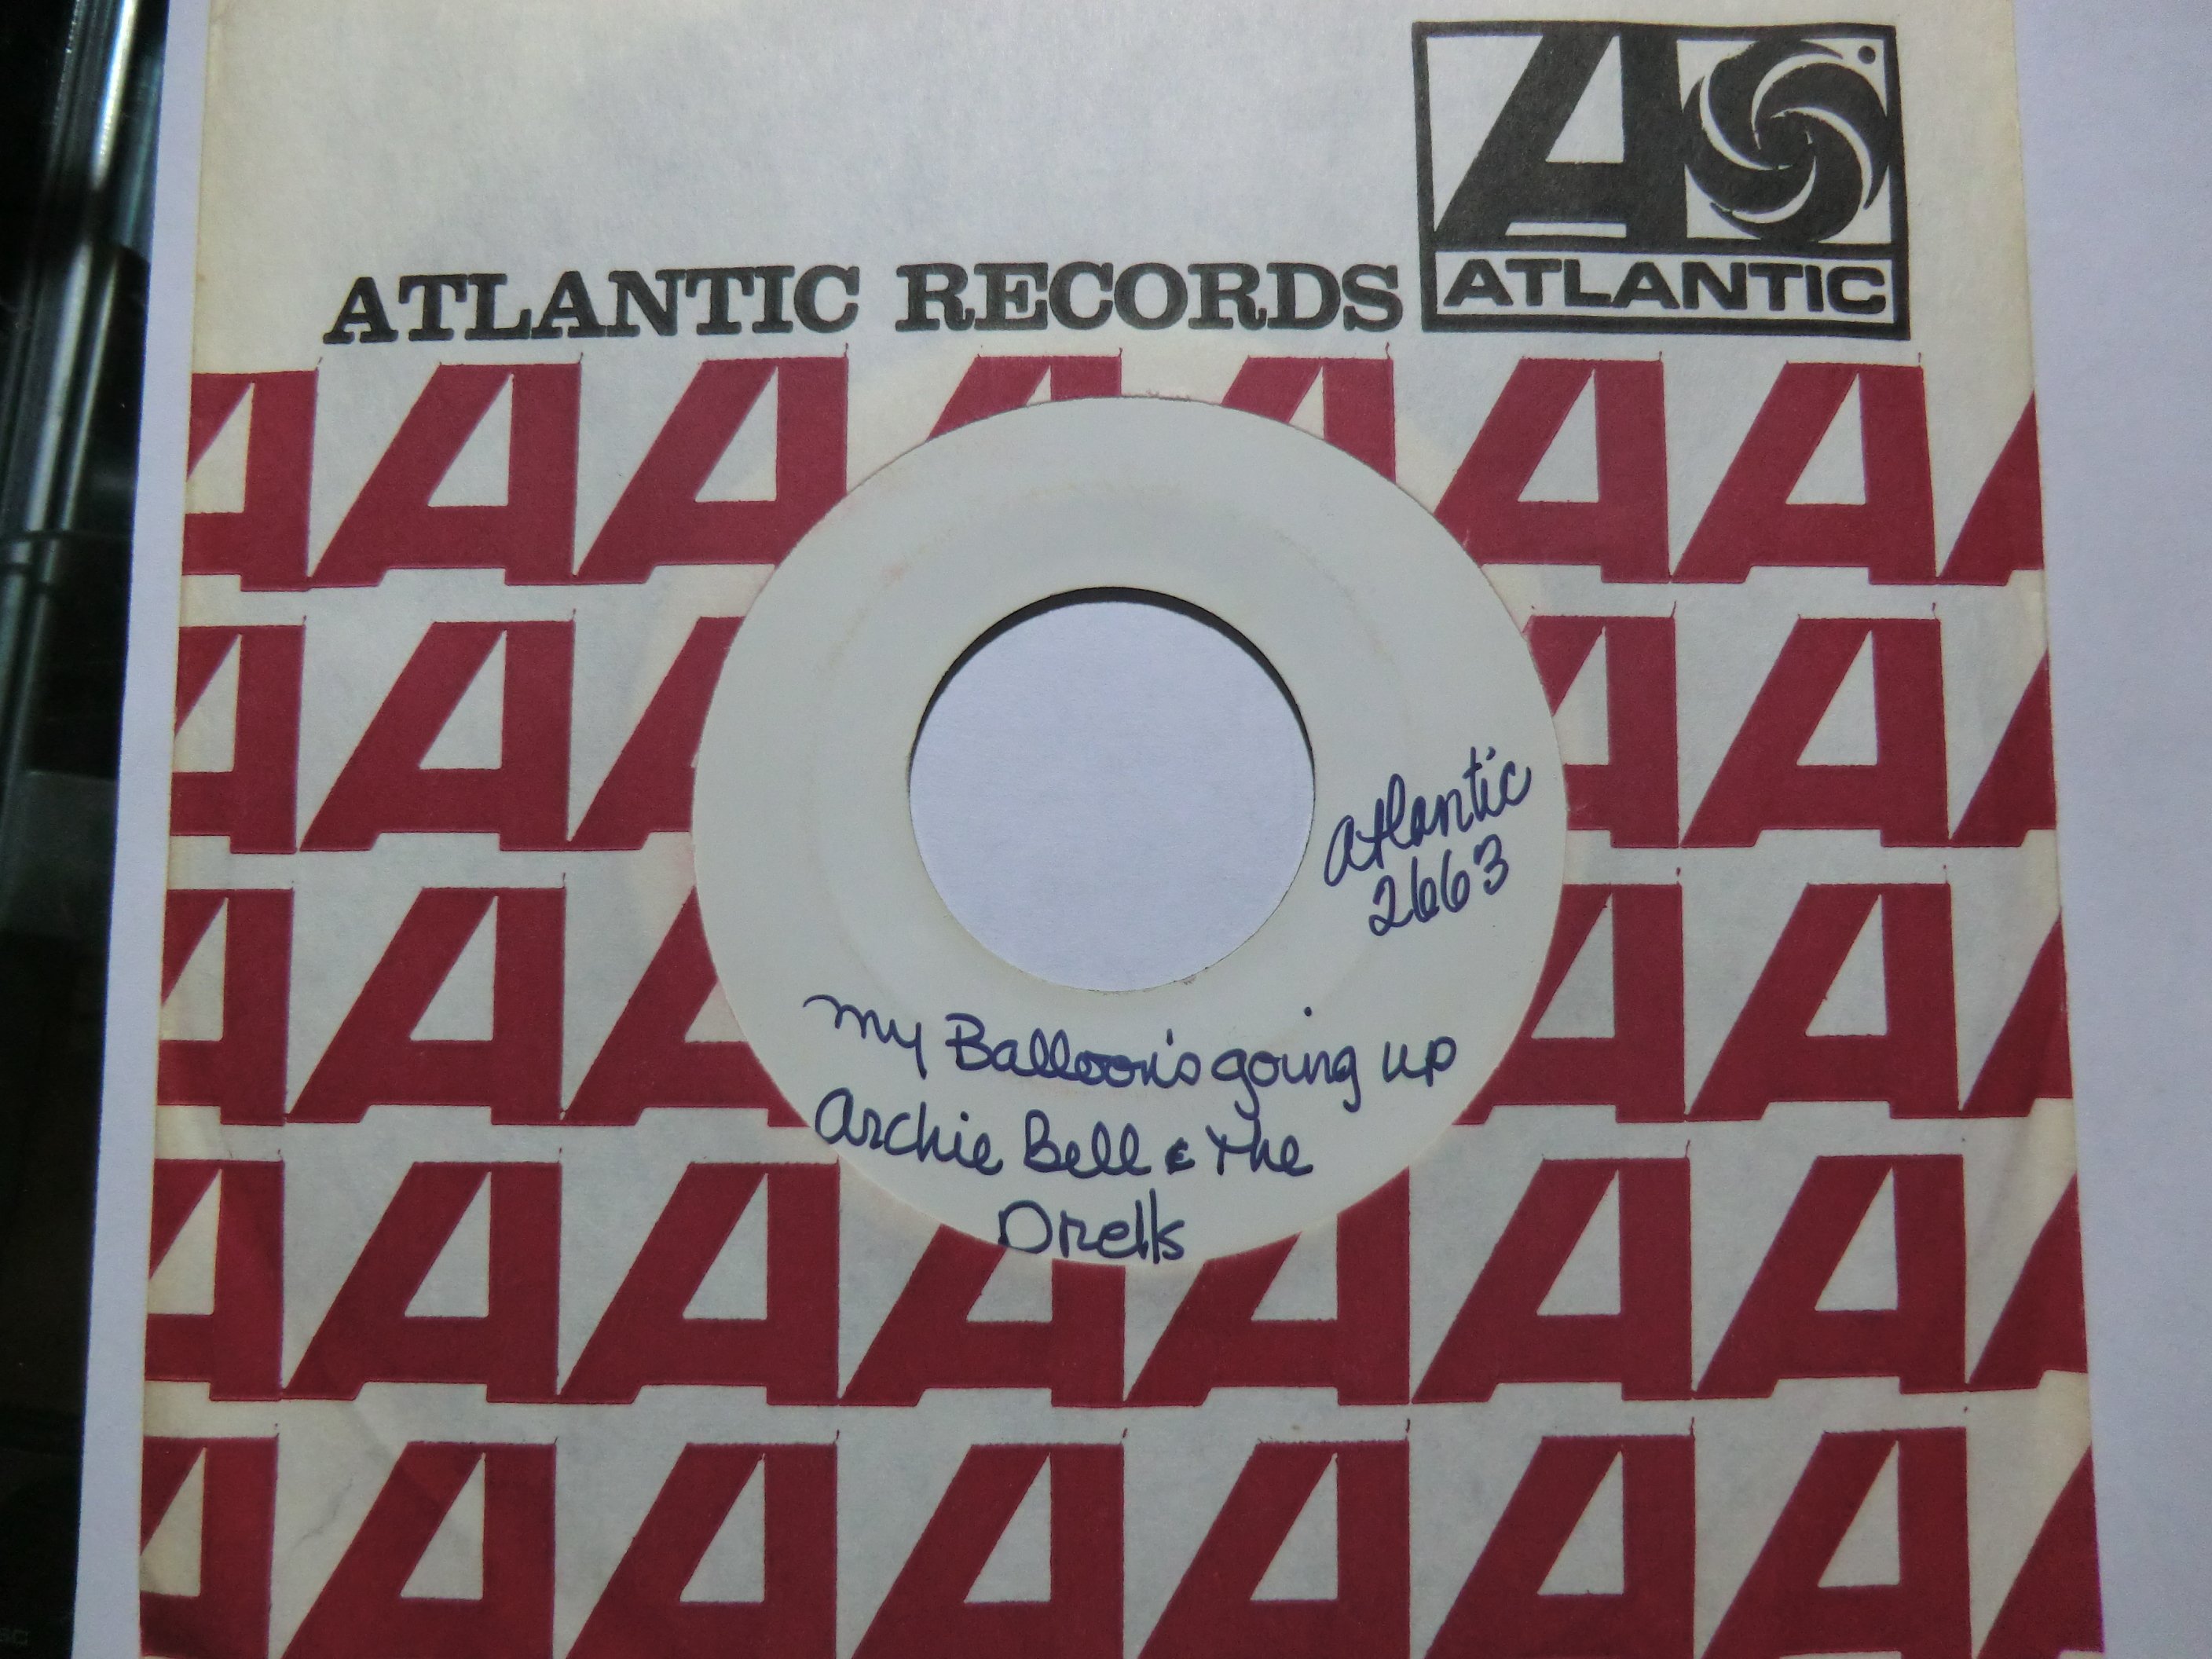 ATLANTIC RECORDS
ATLANTIC
Atlantic
2663
my Balloon's going up
Archie Bell & the
Drells